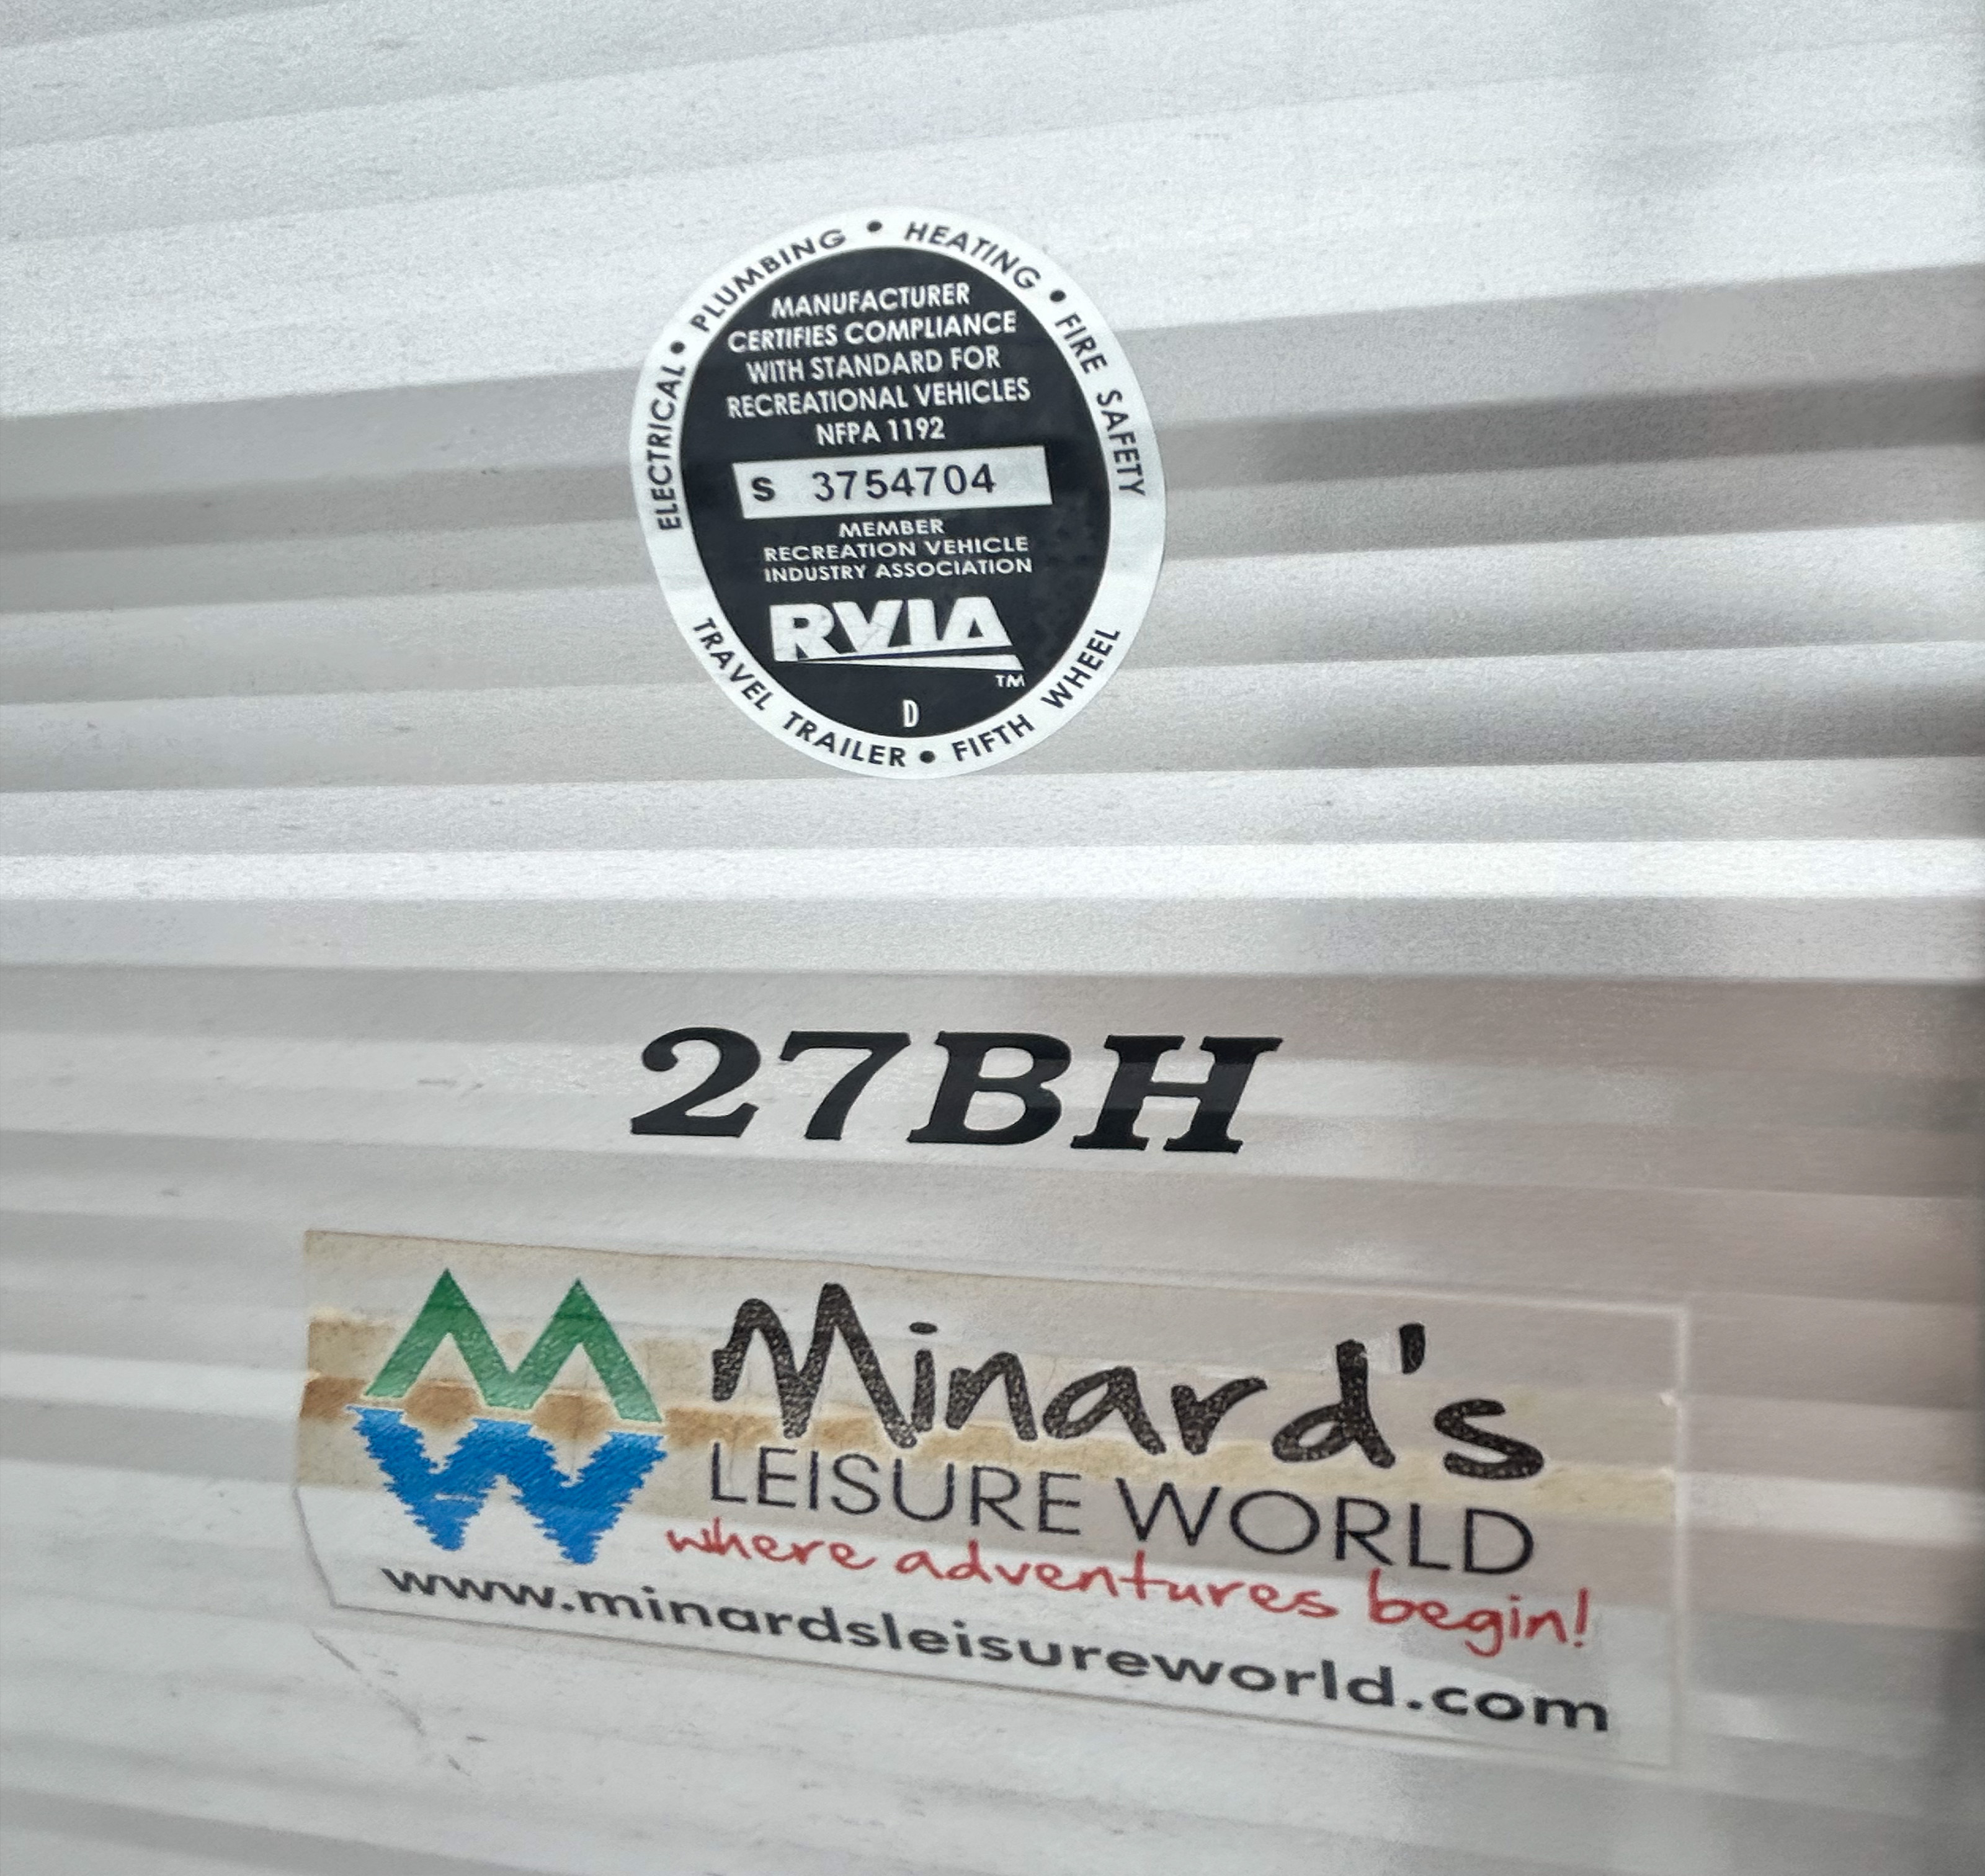 ELECTRICAL • PLUMBING • HEATING • FIRE SAFETY
MANUFACTURER
CERTIFIES COMPLIANCE
WITH STANDARD FOR
RECREATIONAL VEHICLES
NFPA 1192
S 3754704
MEMBER
RECREATION VEHICLE
INDUSTRY ASSOCIATION
RVIA
TM
D
TRAVEL TRAILER • FIFTH WHEEL
27BH
MW
Minard's
LEISURE WORLD
where adventures begin!
www.minardsleisureworld.com